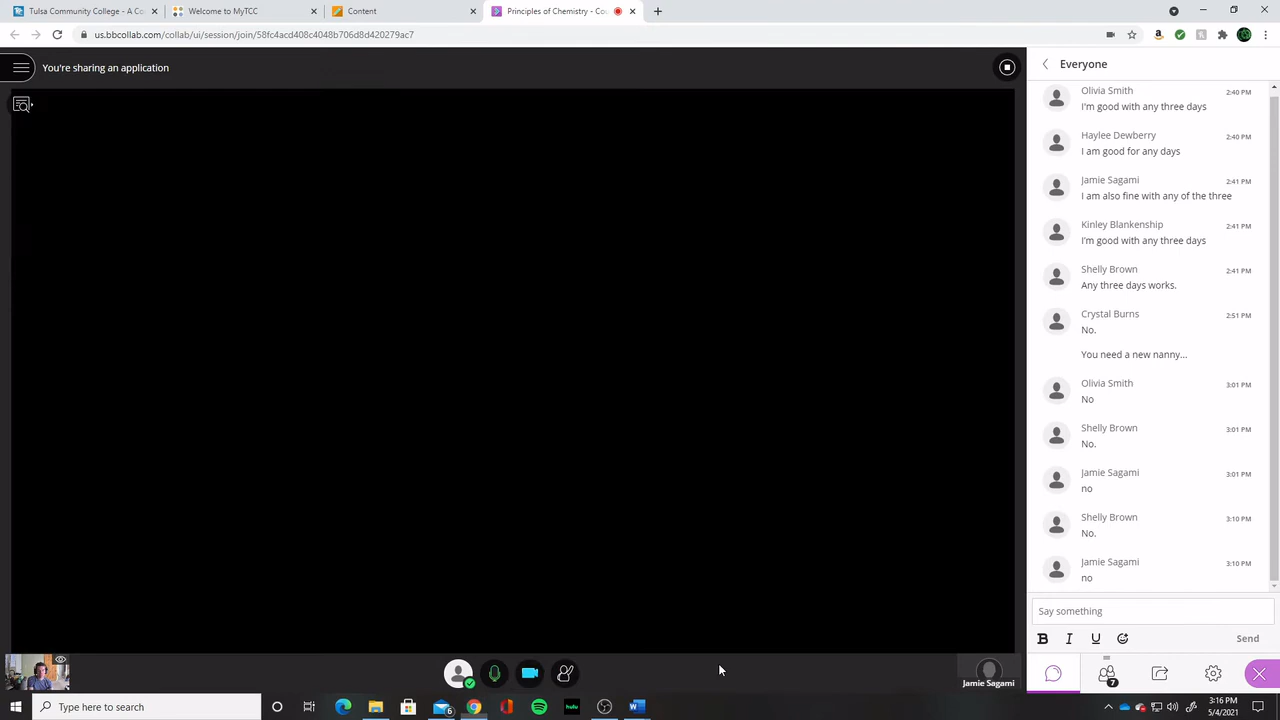 Tulsa Community College - A Co
Welcome to MyTCC
Content
Principles of Chemistry - Cou
us.bbcollab.com/collab/ui/session/join/58fc4acd408c4048b706d8d420279ac7
You're sharing an application
Everyone
Olivia Smith 2:40 PM
I'm good with any three days
Haylee Dewberry 2:40 PM
I am good for any days
Jamie Sagami 2:41 PM
I am also fine with any of the three
Kinley Blankenship 2:41 PM
I'm good with any three days
Shelly Brown 2:41 PM
Any three days works.
Crystal Burns 2:51 PM
No.
You need a new nanny...
Olivia Smith 3:01 PM
No
Shelly Brown 3:01 PM
No.
Jamie Sagami 3:01 PM
no
Shelly Brown 3:10 PM
No.
Jamie Sagami 3:10 PM
no
Say something
B I U Send
Jamie Sagami
7
Type here to search
hulu
6
3:16 PM
5/4/2021